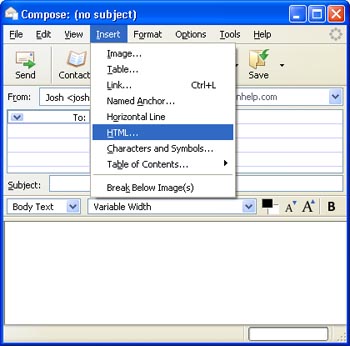 Compose: (no subject)
File Edit View Insert Format Options Tools Help
Image...
Table...
Link... Ctrl+L
Named Anchor...
Horizontal Line
HTML...
Characters and Symbols...
Table of Contents...
Break Below Image(s)
Send Contact Save
From: Josh <josh nhelp.com
To:
Subject:
Body Text Variable Width A A B